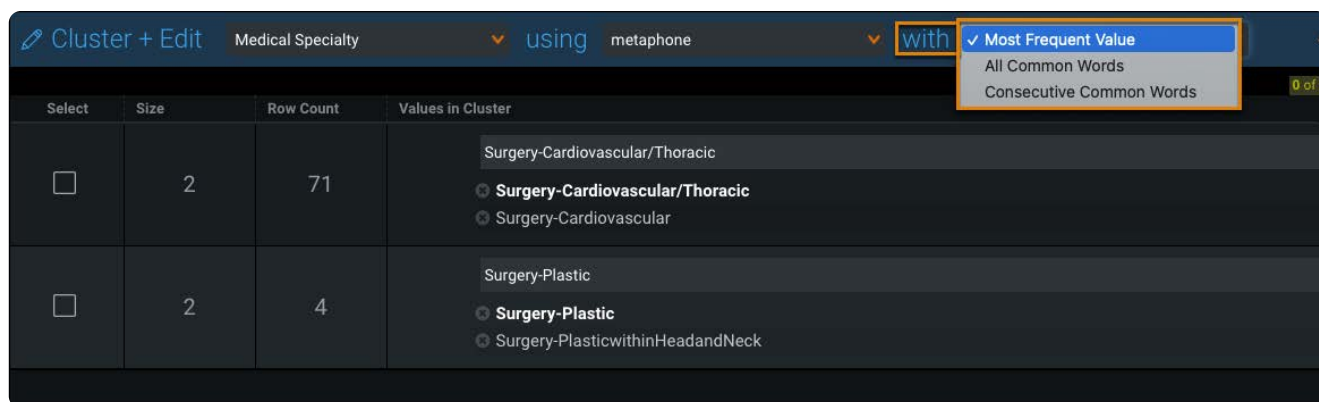 Cluster + Edit Medical Specialty using metaphone with ✓ Most Frequent Value
All Common Words
Consecutive Common Words
0 of
Select Size Row Count Values in Cluster
Surgery-Cardiovascular/Thoracic
2 71 Surgery-Cardiovascular/Thoracic
Surgery-Cardiovascular
Surgery-Plastic
2 4 Surgery-Plastic
Surgery-PlasticwithinHeadandNeck